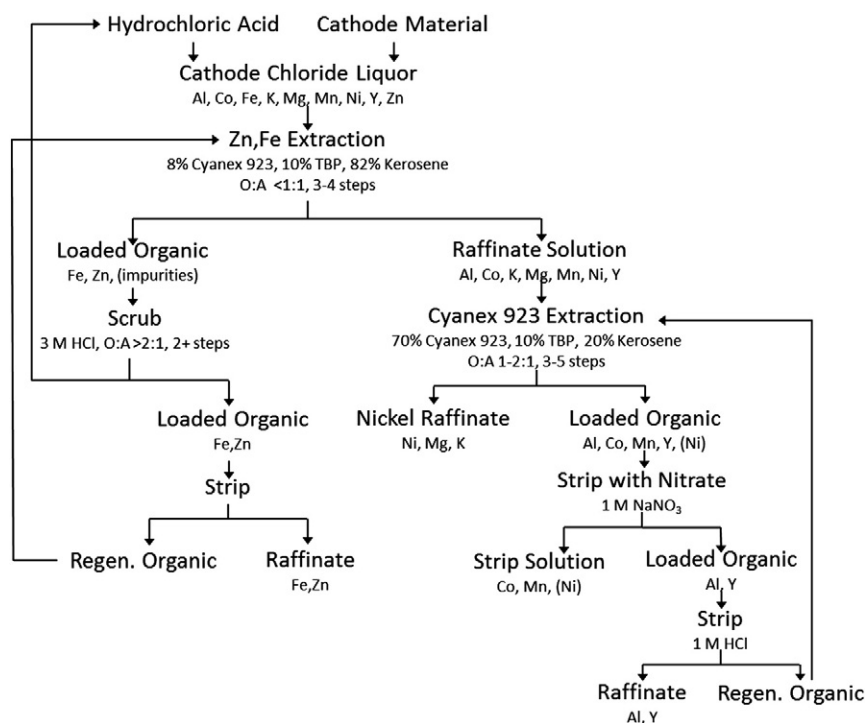 Hydrochloric Acid
Cathode Material
Cathode Chloride Liquor
Al, Co, Fe, K, Mg, Mn, Ni, Y, Zn
Zn,Fe Extraction
8% Cyanex 923, 10% TBP, 82% Kerosene
O:A <1:1, 3-4 steps
Loaded Organic
Fe, Zn, (impurities)
Scrub
3 M HCl, O:A >2:1, 2+ steps
Loaded Organic
Fe,Zn
Strip
Regen. Organic
Raffinate
Fe,Zn
Raffinate Solution
Al, Co, K, Mg, Mn, Ni, Y
Cyanex 923 Extraction
70% Cyanex 923, 10% TBP, 20% Kerosene
O:A 1-2:1, 3-5 steps
Nickel Raffinate
Ni, Mg, K
Loaded Organic
Al, Co, Mn, Y, (Ni)
Strip with Nitrate
1 M NaNO₃
Strip Solution
Co, Mn, (Ni)
Loaded Organic
Al, Y
Strip
1 M HCl
Raffinate
Al, Y
Regen. Organic